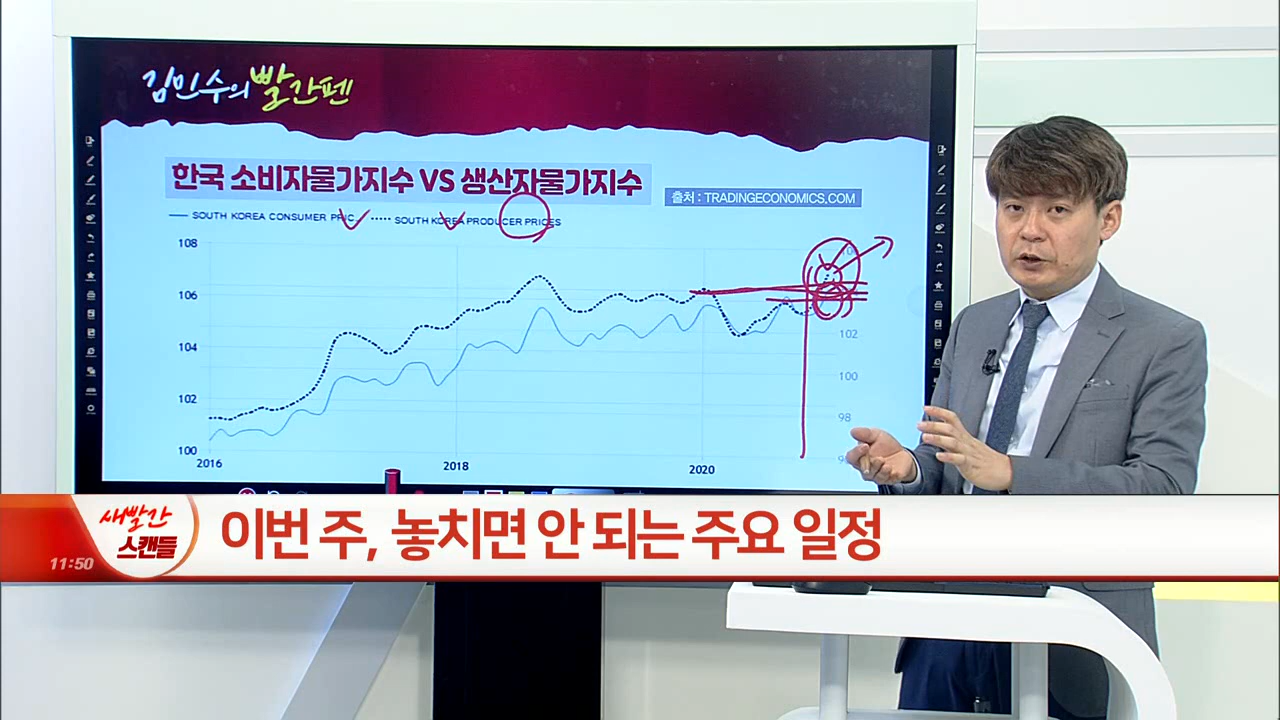 김민수의 빨간펜
한국 소비자물가지수 VS 생산자물가지수
출처 : TRADINGECONOMICS.COM
SOUTH KOREA CONSUMER PRIC
SOUTH KOREA PRODUCER PRICES
108
106
104
102
100
102
100
98
2016
2018
2020
새빨간
스캔들
11:50
이번 주, 놓치면 안 되는 주요 일정